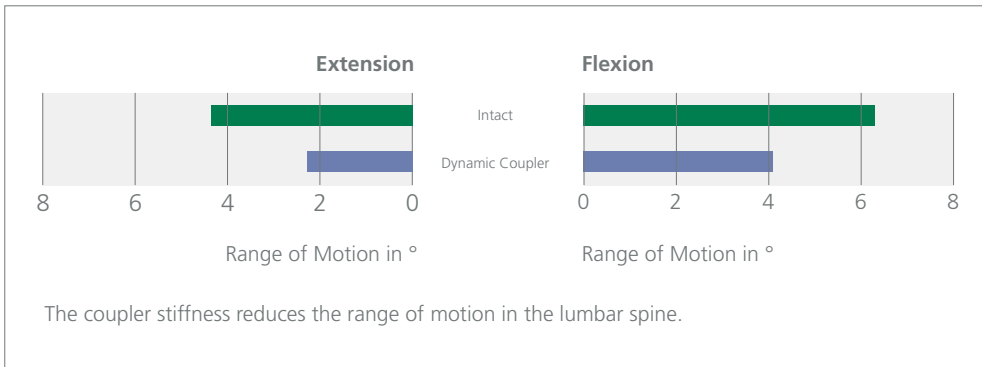 Extension Flexion
Intact
Dynamic Coupler
8 6 4 2 0 0 2 4 6 8
Range of Motion in ° Range of Motion in °
The coupler stiffness reduces the range of motion in the lumbar spine.